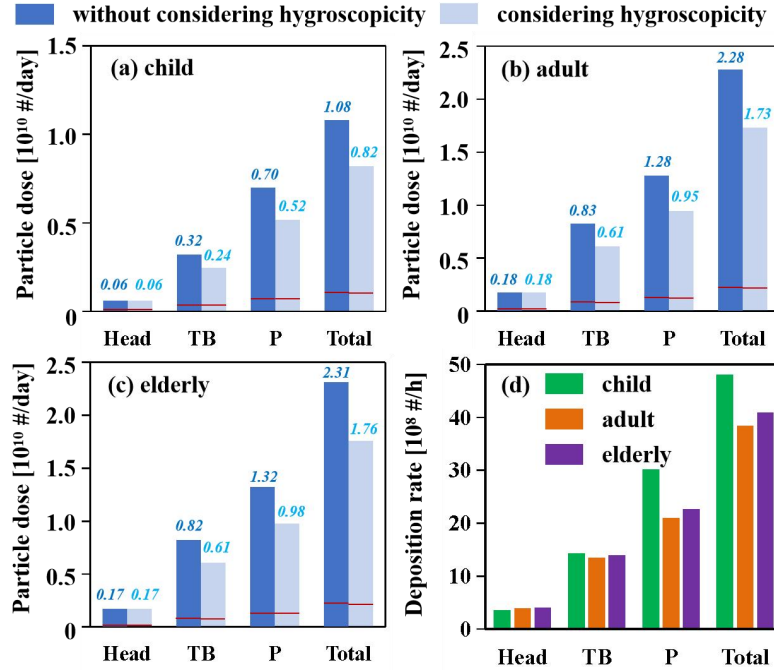 without considering hygroscopicity considering hygroscopicity
(a) child
Particle dose [10¹⁰ #/day]
1.5
1.0
0.5
0
0.06 0.06
0.32 0.24
0.70 0.52
1.08 0.82
Head TB P Total
(b) adult
Particle dose [10¹⁰ #/day]
2.5
2.0
1.5
1.0
0.5
0
0.18 0.18
0.83 0.61
1.28 0.95
2.28 1.73
Head TB P Total
(c) elderly
Particle dose [10¹⁰ #/day]
2.5
2.0
1.5
1.0
0.5
0
0.17 0.17
0.82 0.61
1.32 0.98
2.31 1.76
Head TB P Total
(d)
child
adult
elderly
Deposition rate [10⁸ #/h]
50
40
30
20
10
0
Head TB P Total